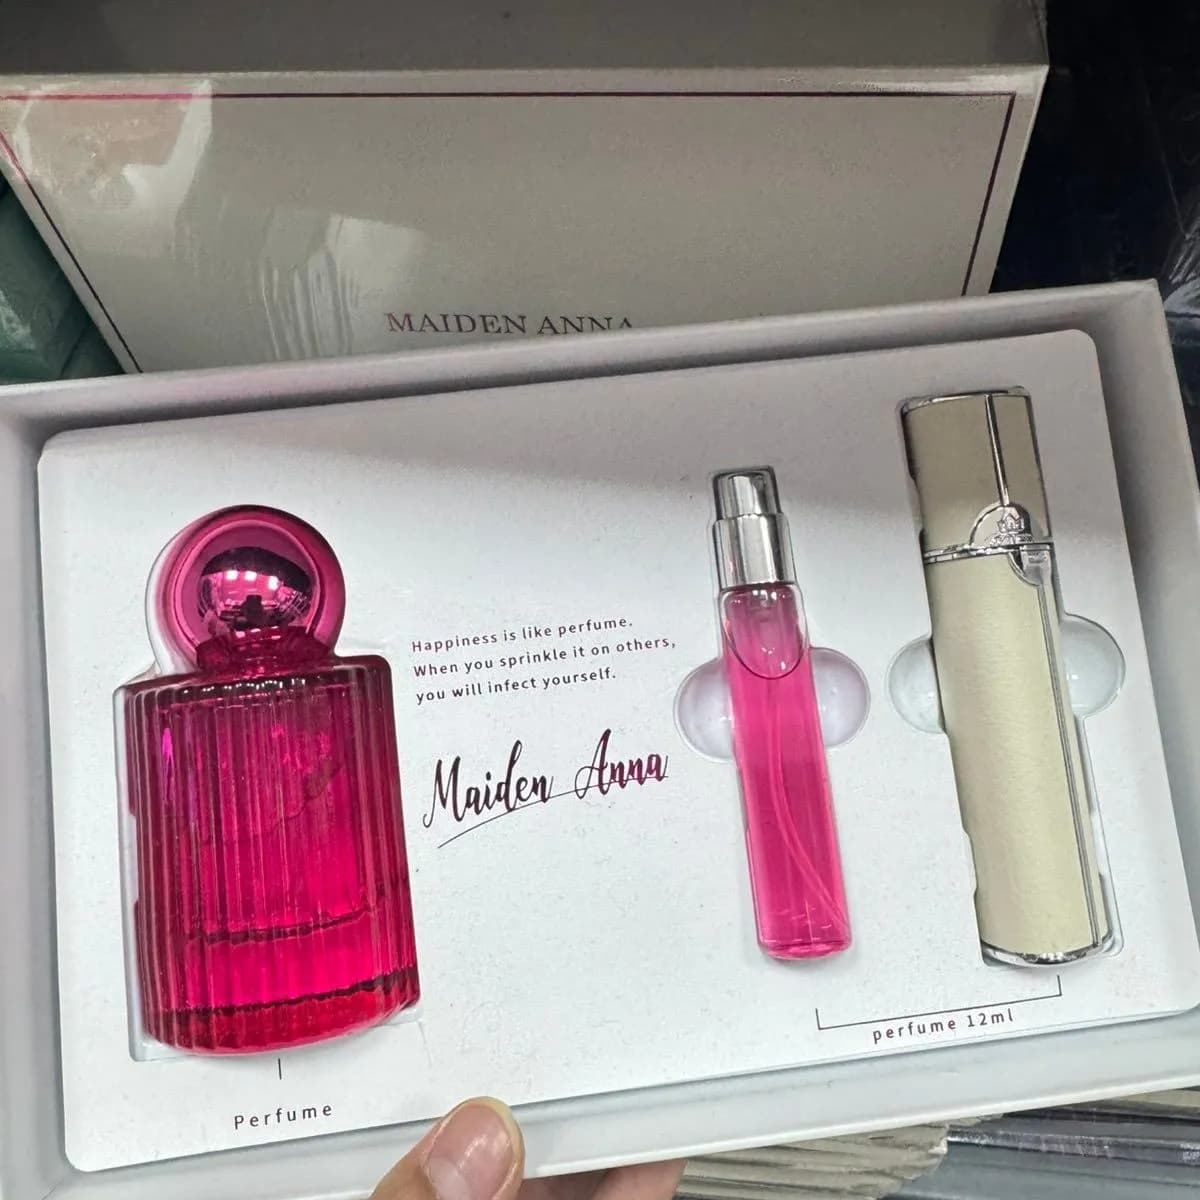 MAIDEN ANNA
Happiness is like perfume.
When you sprinkle it on others,
you will infect yourself.
Maiden Anna
perfume 12ml
Perfume